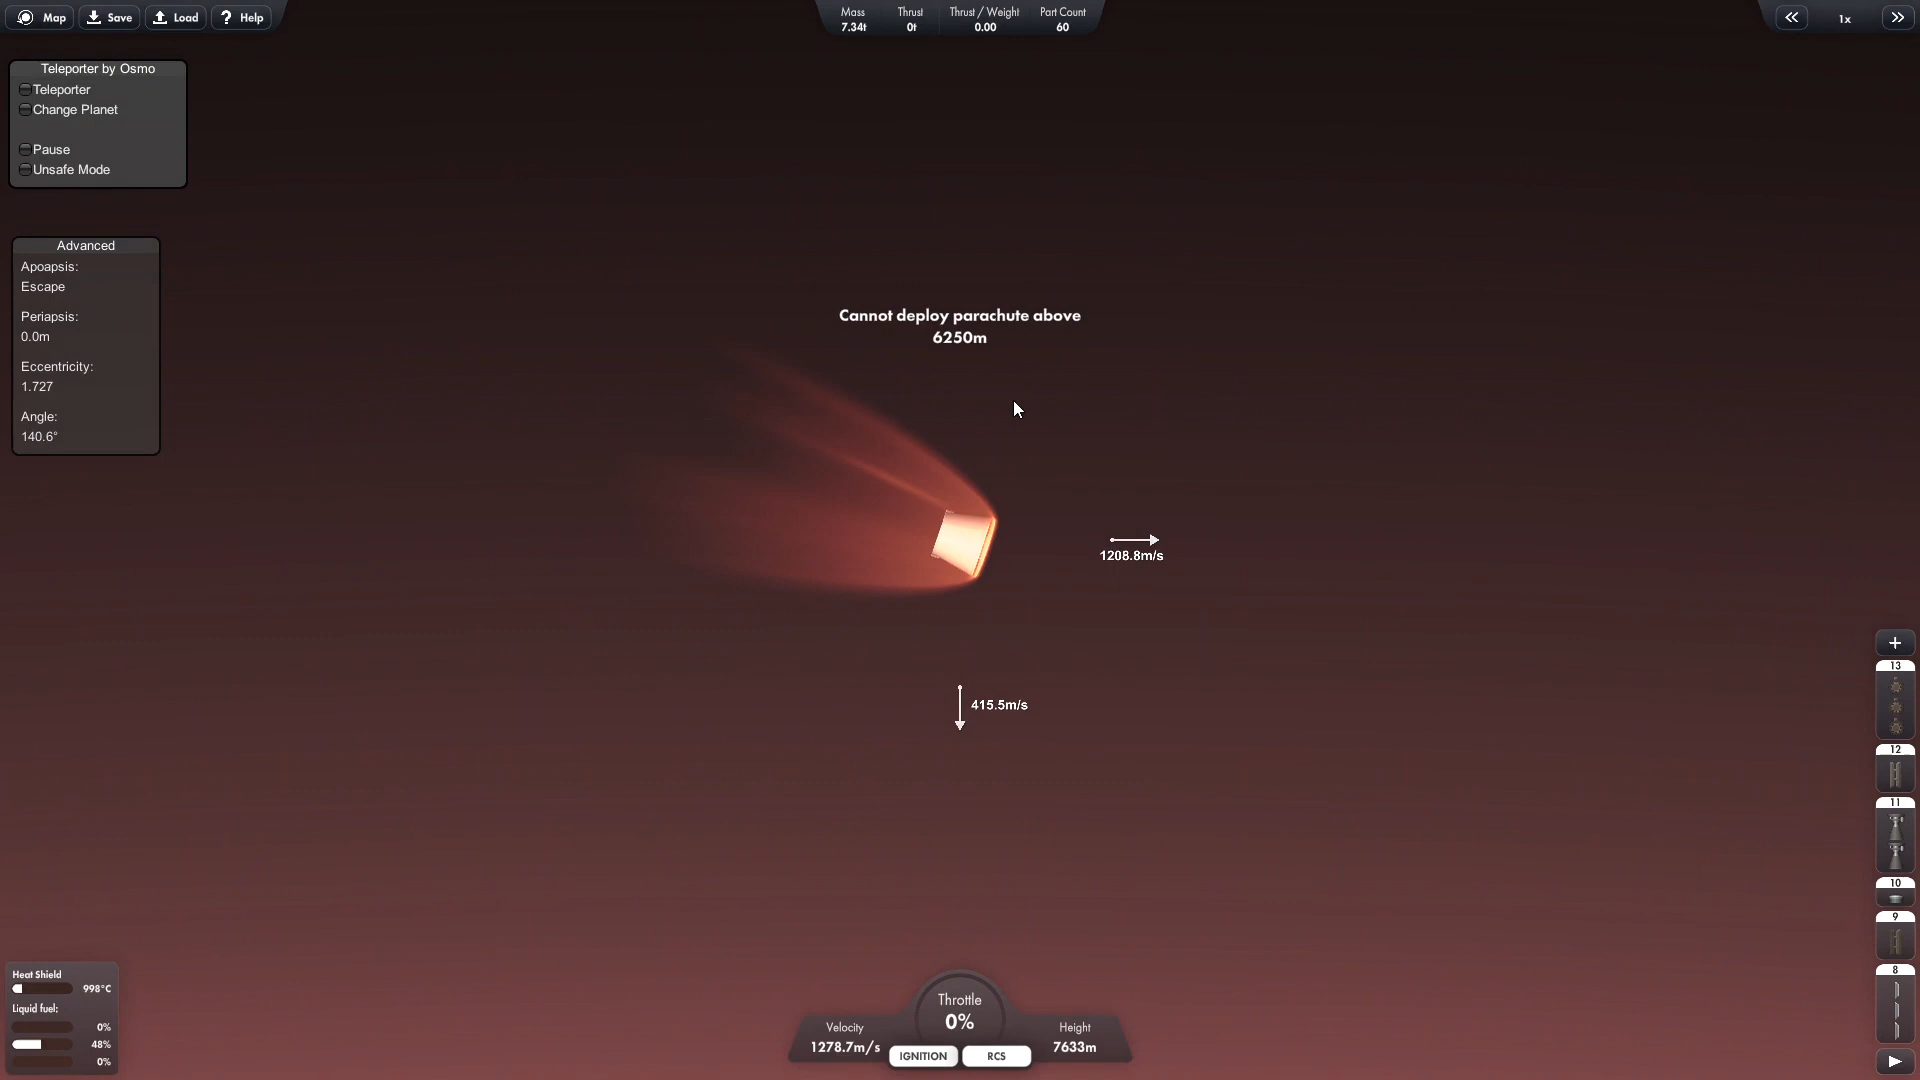 Map
Save
Load
? Help
Mass
7.34t
Thrust
0t
Thrust / Weight
0.00
Part Count
60
1x
Teleporter by Osmo
Teleporter
Change Planet
Pause
Unsafe Mode
Advanced
Apoapsis:
Escape
Periapsis:
0.0m
Eccentricity:
1.727
Angle:
140.6°
Cannot deploy parachute above
6250m
1208.8m/s
415.5m/s
13
12
11
10
9
8
Heat Shield
998°C
Liquid fuel:
0%
48%
0%
Throttle
0%
Velocity
1278.7m/s
IGNITION
RCS
Height
7633m